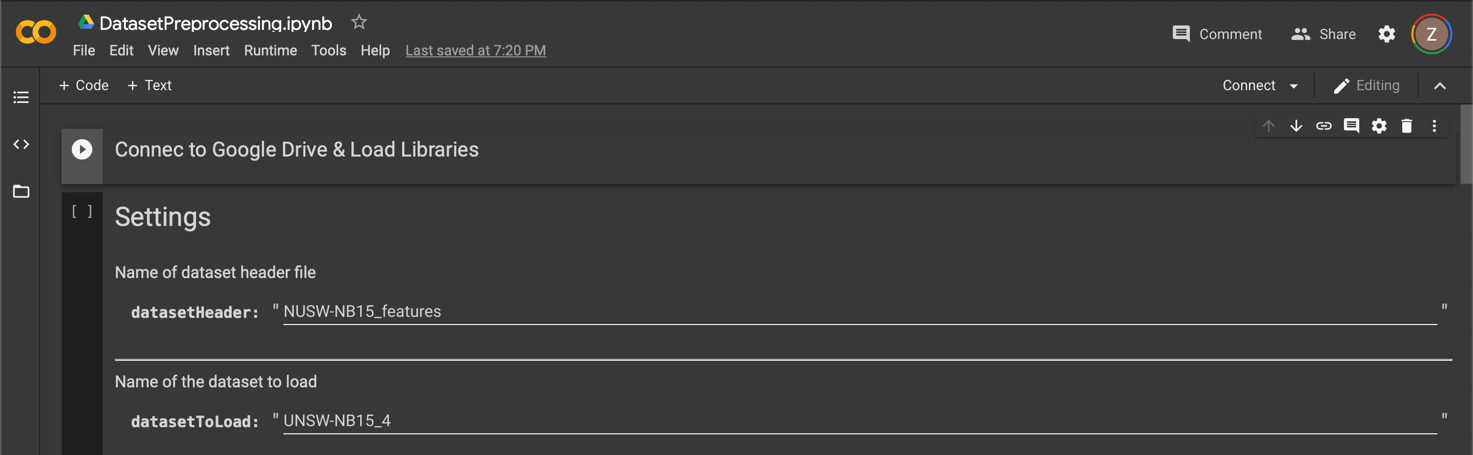 DatasetPreprocessing.ipynb
File Edit View Insert Runtime Tools Help Last saved at 7:20 PM
Comment Share Z
+ Code + Text
Connect Editing
Connec to Google Drive & Load Libraries
[ ] Settings
Name of dataset header file
datasetHeader: " NUSW-NB15_features "
Name of the dataset to load
datasetToLoad: " UNSW-NB15_4 "